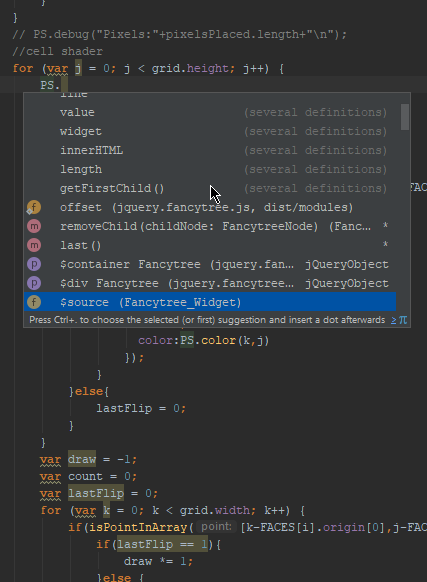 }
}
// PS.debug("Pixels:"+pixelsPlaced.length+"\n");
//cell shader
for (var j = 0; j < grid.height; j++) {
PS.
line
value (several definitions)
widget (several definitions)
innerHTML (several definitions)
length (several definitions)
getFirstChild() (several definitions)
FAC
f offset (jquery.fancytree.js, dist/modules)
m removeChild(childNode: FancytreeNode) (Fanc... *
m last() *
p $container Fancytree (jquery.fan... jQueryObject
p $div Fancytree (jquery.fancytree... jQueryObject
f $source (Fancytree_Widget)
Press Ctrl+. to choose the selected (or first) suggestion and insert a dot afterwards ≥ π
color:PS.color(k,j)
});
}
}else{
lastFlip = 0;
}
}
var draw = -1;
var count = 0;
var lastFlip = 0;
for (var k = 0; k < grid.width; k++) {
if(isPointInArray( point: [k-FACES[i].origin[0],j-FAC
if(lastFlip == 1){
draw *= 1;
}else {